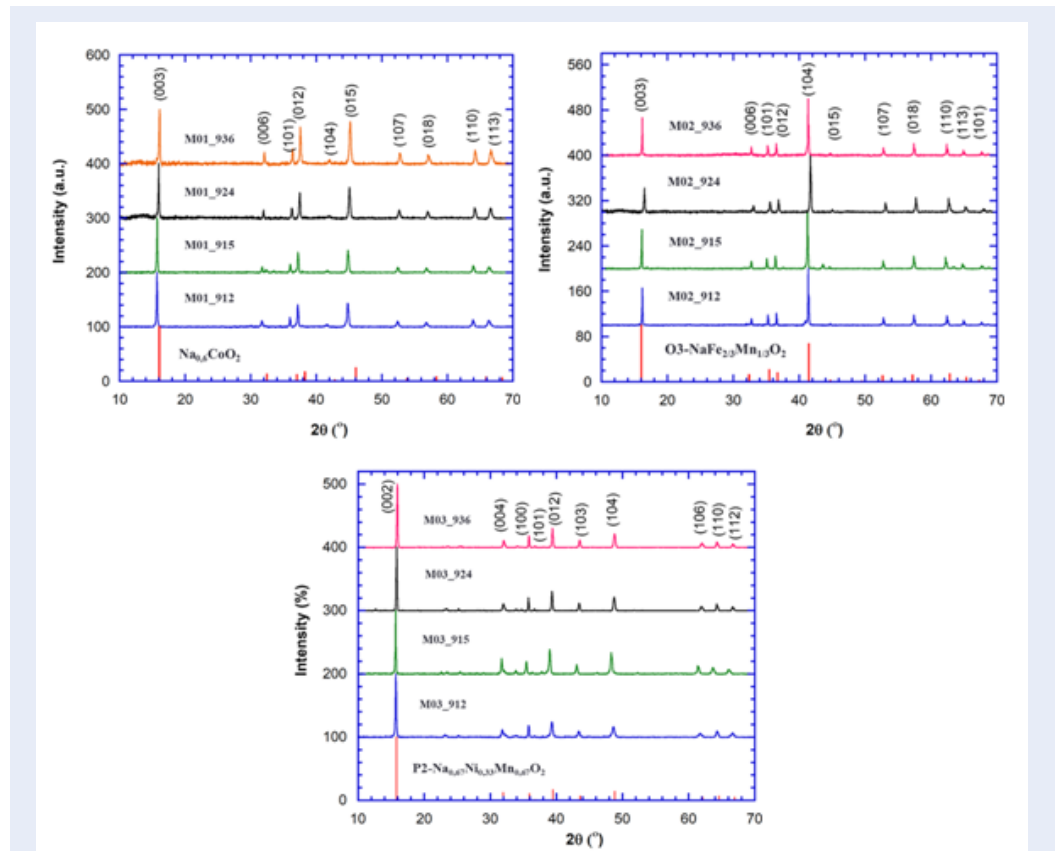 600
500
400
300
200
100
0
Intensity (a.u.)
(003)
(006)
(101)
(012)
(104)
(015)
(107)
(018)
(110)
(113)
M01_936
M01_924
M01_915
M01_912
Na0,6CoO2
10 20 30 40 50 60 70
2θ (°)
560
480
400
320
240
160
80
0
Intensity (a.u.)
(003)
(006)
(101)
(012)
(104)
(015)
(107)
(018)
(110)
(113)
(101)
M02_936
M02_924
M02_915
M02_912
O3-NaFe2/3Mn1/3O2
10 20 30 40 50 60 70
2θ (°)
500
400
300
200
100
0
Intensity (%)
(002)
(004)
(100)
(101)
(012)
(103)
(104)
(106)
(110)
(112)
M03_936
M03_924
M03_915
M03_912
P2-Na0,67Ni0,33Mn0,67O2
10 20 30 40 50 60 70
2θ (°)